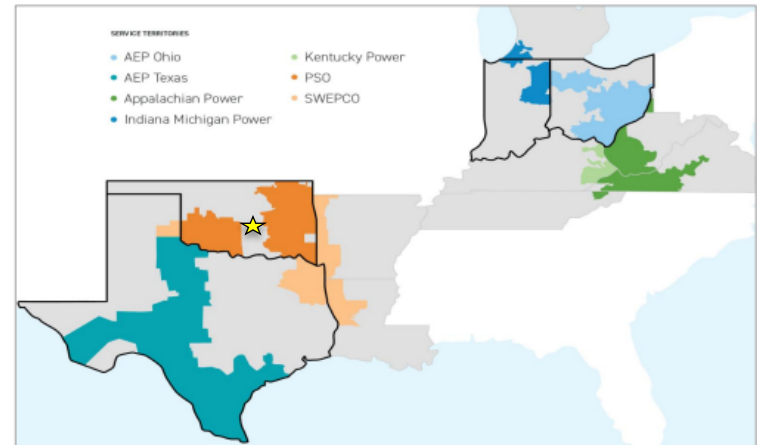 SERVICE TERRITORIES
AEP Ohio
AEP Texas
Appalachian Power
Indiana Michigan Power
Kentucky Power
PSO
SWEPCO